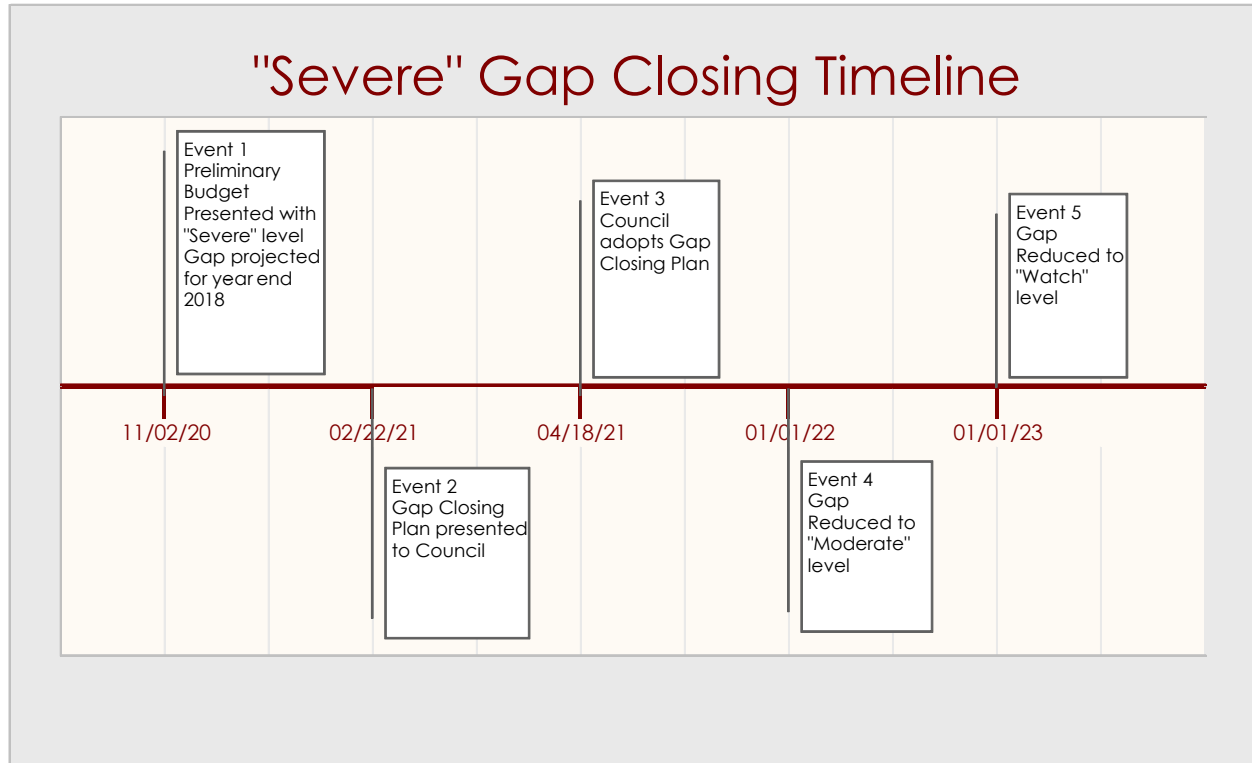 "Severe" Gap Closing Timeline
Event 1
Preliminary
Budget
Presented with
"Severe" level
Gap projected
for year end
2018
Event 3
Council
adopts Gap
Closing Plan
Event 5
Gap
Reduced to
"Watch"
level
11/02/20
02/22/21
04/18/21
01/01/22
01/01/23
Event 2
Gap Closing
Plan presented
to Council
Event 4
Gap
Reduced to
"Moderate"
level